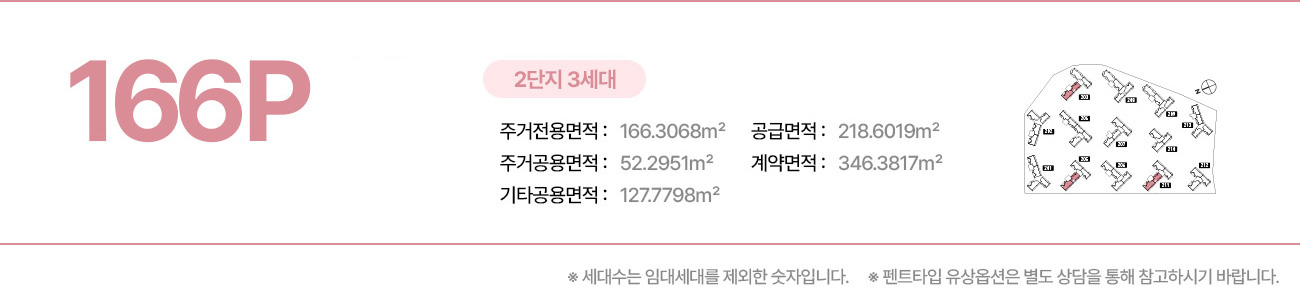 166P
2단지 3세대
주거전용면적 : 166.3068m² 공급면적 : 218.6019m²
주거공용면적 : 52.2951m² 계약면적 : 346.3817m²
기타공용면적 : 127.7798m²
N
※ 세대수는 임대세대를 제외한 숫자입니다. ※ 펜트타입 유상옵션은 별도 상담을 통해 참고하시기 바랍니다.